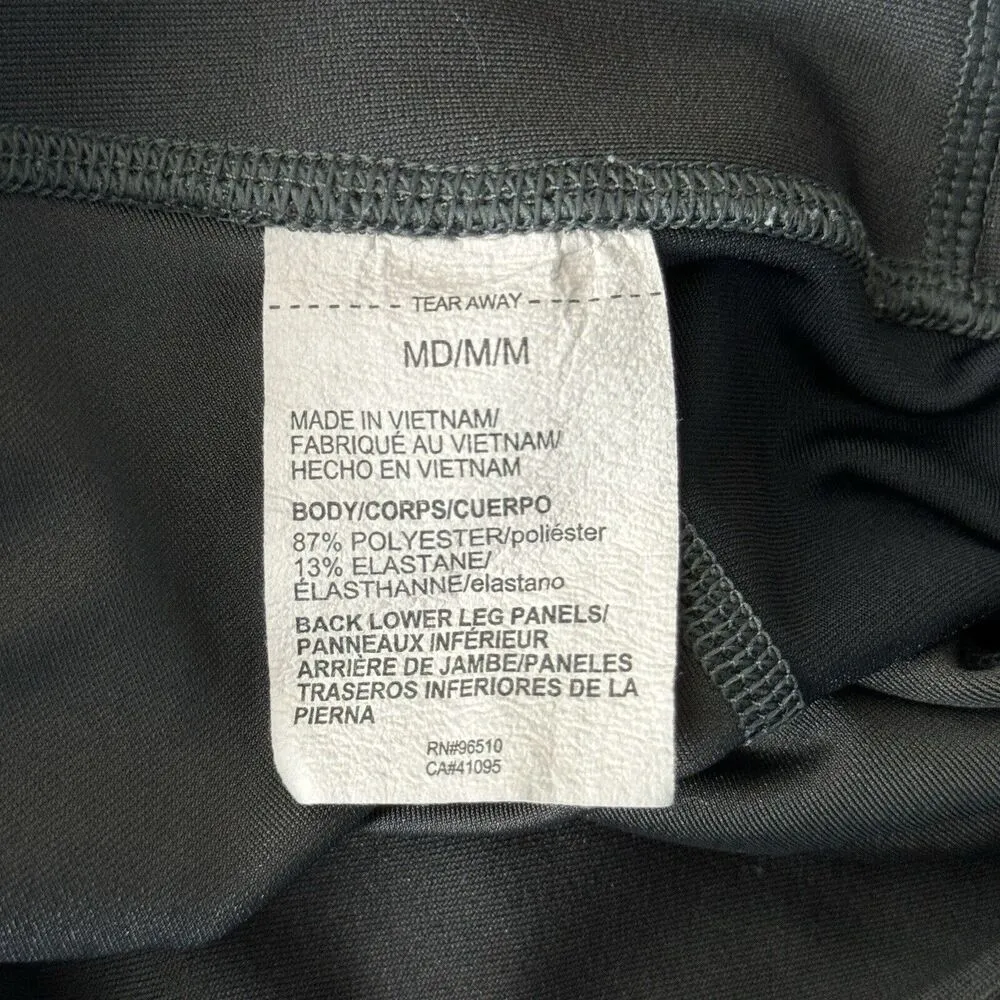 TEAR AWAY
MD/M/M
MADE IN VIETNAM/
FABRIQUÉ AU VIETNAM/
HECHO EN VIETNAM
BODY/CORPS/CUERPO
87% POLYESTER/poliéster
13% ELASTANE/
ÉLASTHANNE/elastano
BACK LOWER LEG PANELS/
PANNEAUX INFÉRIEUR
ARRIÈRE DE JAMBE/PANELES
TRASEROS INFERIORES DE LA
PIERNA
RN#96510
CA#41095